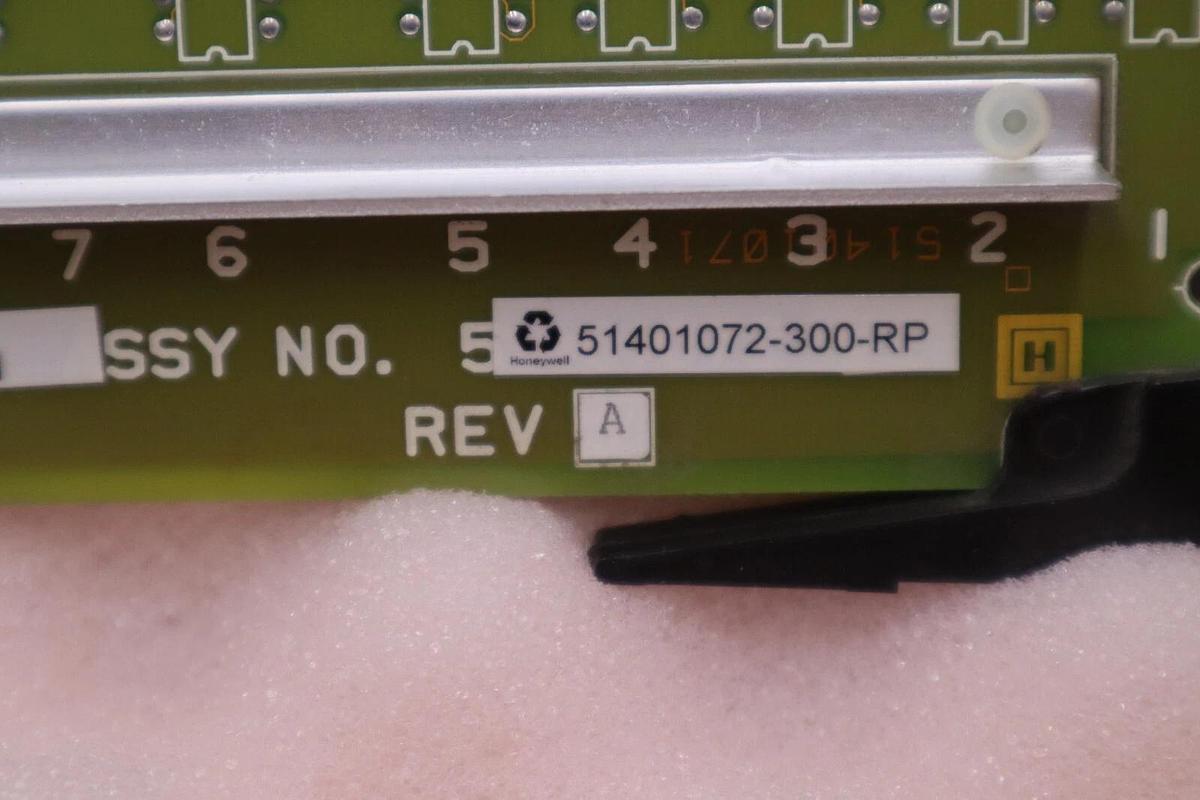 7 6 5 4 3 2 1
51401071
SSY NO. 5
Honeywell
51401072-300-RP
H
REV A